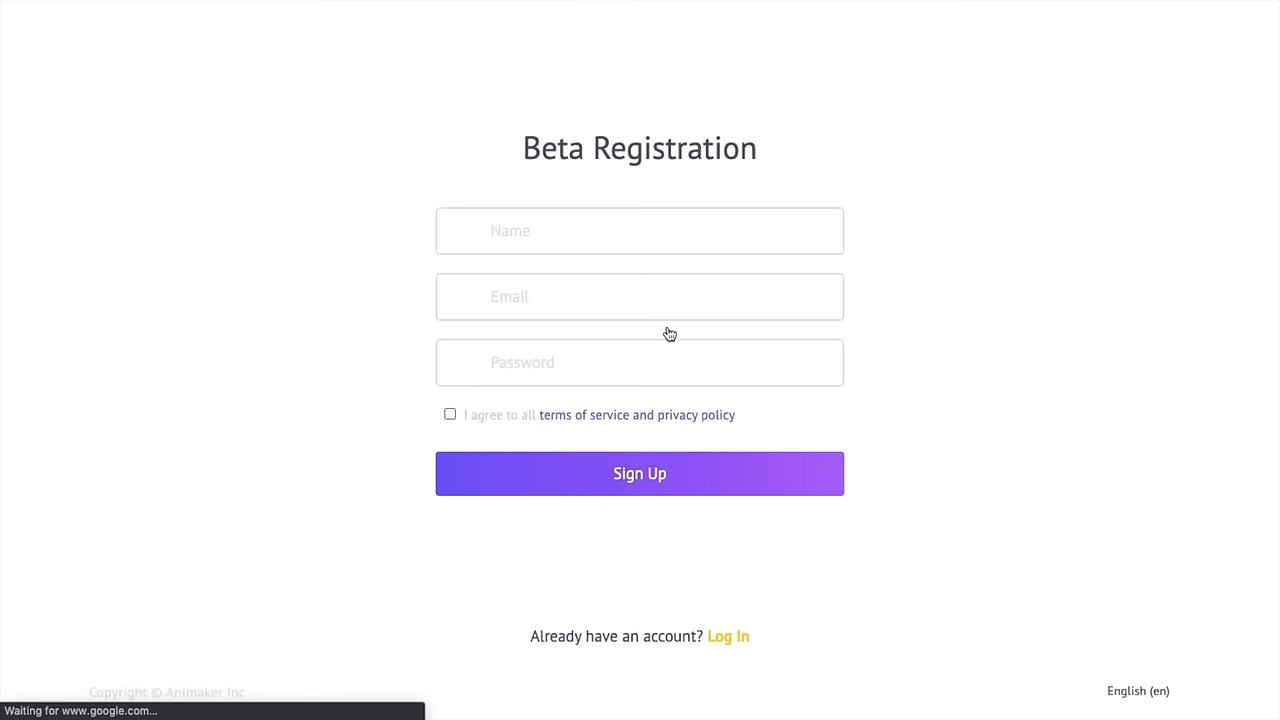 Beta Registration
Name
Email
Password
I agree to all terms of service and privacy policy
Sign Up
Already have an account? Log In
Copyright © Animaker Inc
English (en)
Waiting for www.google.com...